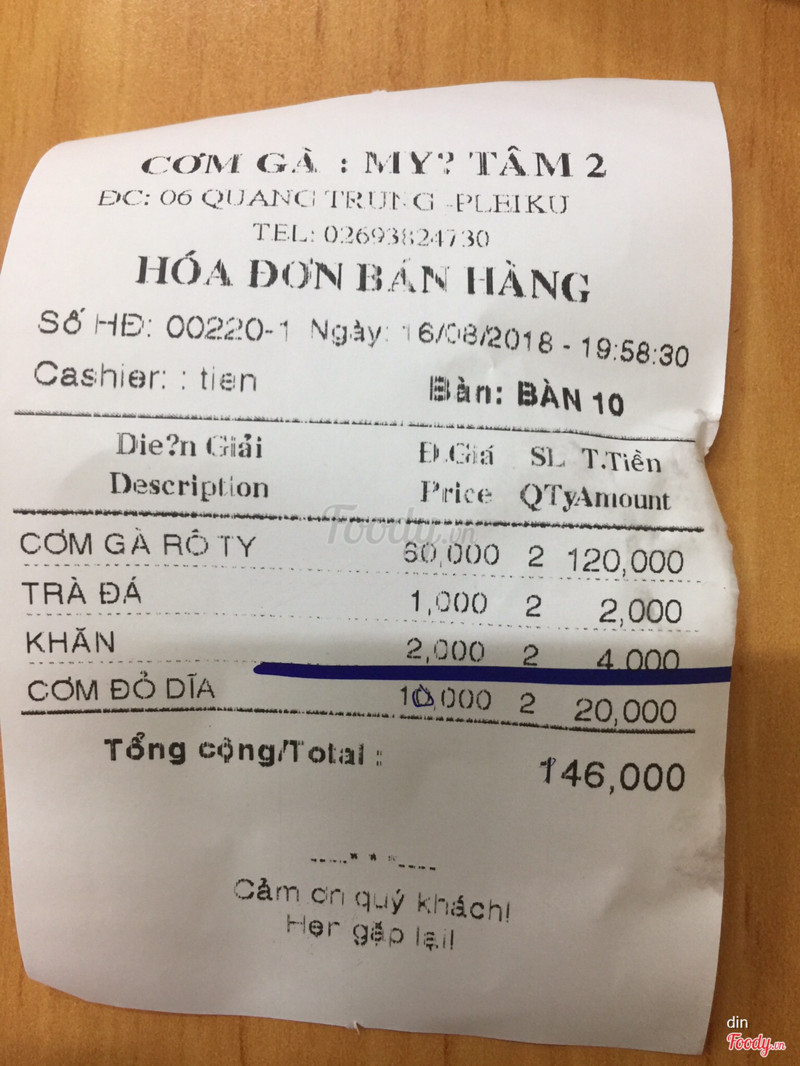 CƠM GÀ : MY? TÂM 2
ĐC: 06 QUANG TRUNG -PLEIKU
TEL: 02693824730
HÓA ĐƠN BÁN HÀNG
Số HĐ: 00220-1 Ngày: 16/08/2018 - 19:58:30
Cashier: : tien Bàn: BÀN 10
Die?n Giải Đ.Giá SL T.Tiền
Description Price QTyAmount
Foody.vn
CƠM GÀ RÔ TY 60,000 2 120,000
TRÀ ĐÁ 1,000 2 2,000
KHĂN 2,000 2 4,000
CƠM ĐỎ DĨA 10,000 2 20,000
Tổng cộng/Total : 146,000
----* * *----
Cảm ơn quý khách!
Hẹn gặp lại!
din
Foody.vn